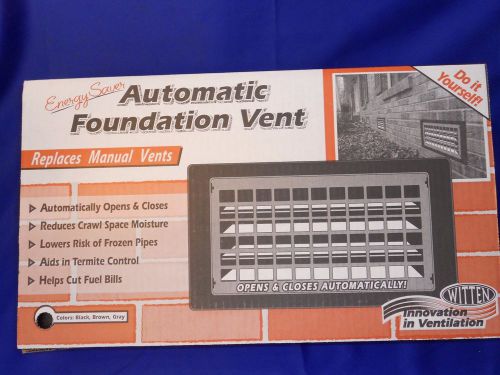 Energy Saver
Automatic
Foundation Vent
Do it
Yourself!
Replaces Manual Vents
Automatically Opens & Closes
Reduces Crawl Space Moisture
Lowers Risk of Frozen Pipes
Aids in Termite Control
Helps Cut Fuel Bills
OPENS & CLOSES AUTOMATICALLY!
Colors: Black, Brown, Gray
WITTEN
Innovation
in Ventilation